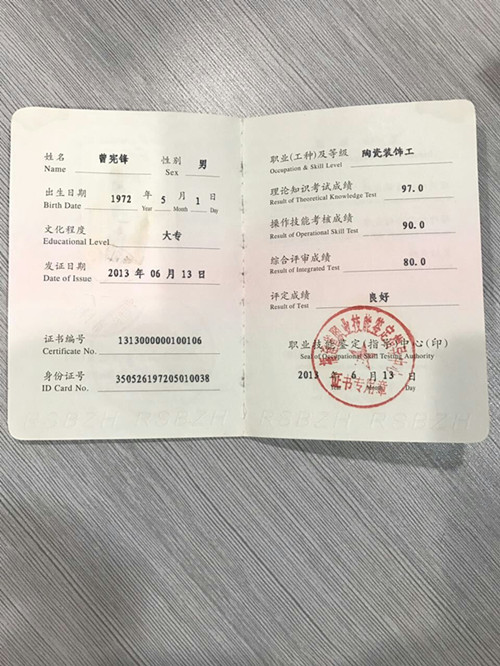 姓名 曾宪锋 性别 男
Name Sex
出生日期 1972 年 5 月 1 日
Birth Date Year Month Day
文化程度 大专
Educational Level
发证日期 2013 年 06 月 13 日
Date of Issue
证书编号 1313000000100106
Certificate No.
身份证号 350526197205010038
ID Card No.
RSBZH
职业(工种)及等级 陶瓷装饰工
Occupation & Skill Level
理论知识考试成绩 97.0
Result of Theoretical Knowledge Test
操作技能考核成绩 90.0
Result of Operational Skill Test
综合评审成绩 80.0
Result of Integrated Test
评定成绩 良好
Result of Test
职业技能鉴定(指导)中心(印)
Seal of Occupational Skill Testing Authority
2013 年 6 月 13 日
Year Month Day
证书专用章
RSBZH RSBZH